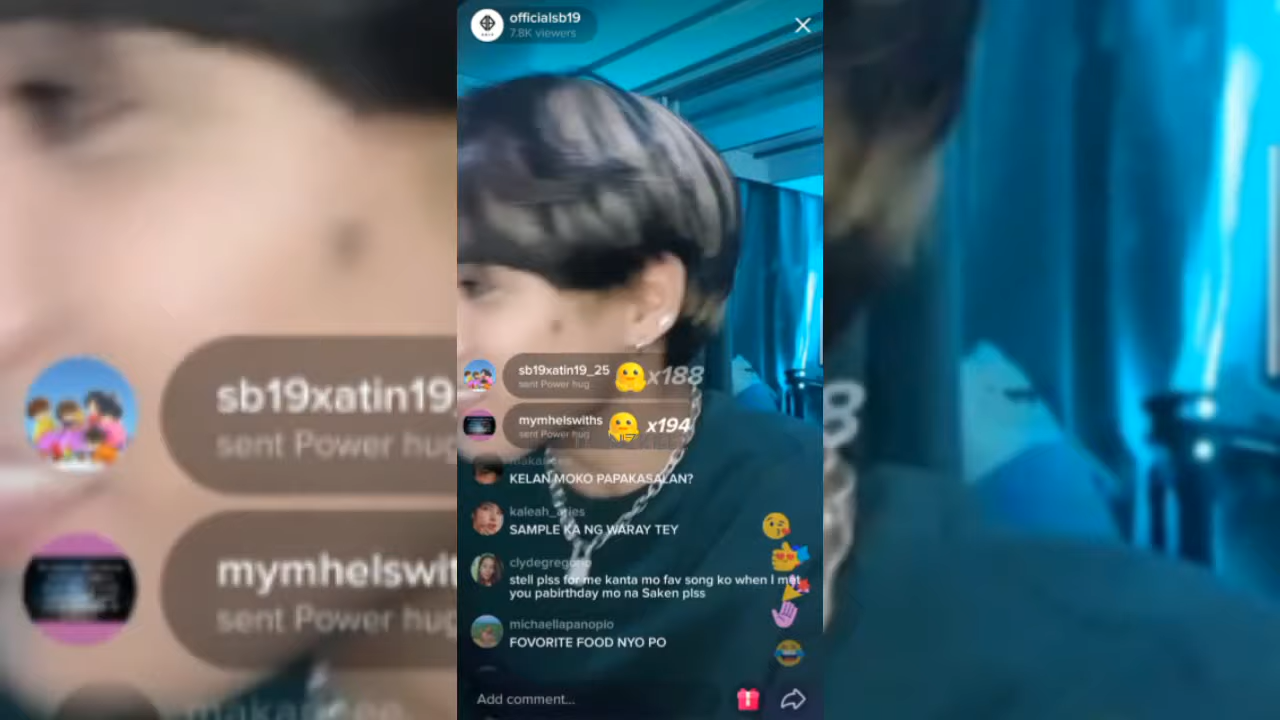 officialsb19
7.8K viewers
sb19xatin19_25
sent Power hug
x188
mymhelswiths
sent Power hug
x194
KELAN MOKO PAPAKASALAN?
kaleah_aries
SAMPLE KA NG WARAY TEY
clydegregorio
stell plss for me kanta mo fav song ko when I met
you pabirthday mo na Saken plss
michaellapanopio
FOVORITE FOOD NYO PO
Add comment...
sb19xatin19
sent Power hug
mymhelswit
sent Power hug
8